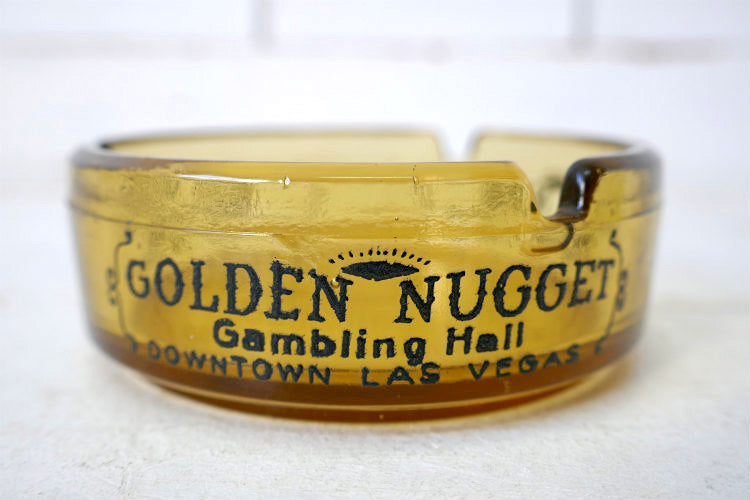 GOLDEN NUGGET
Gambling Hall
DOWNTOWN LAS VEGAS